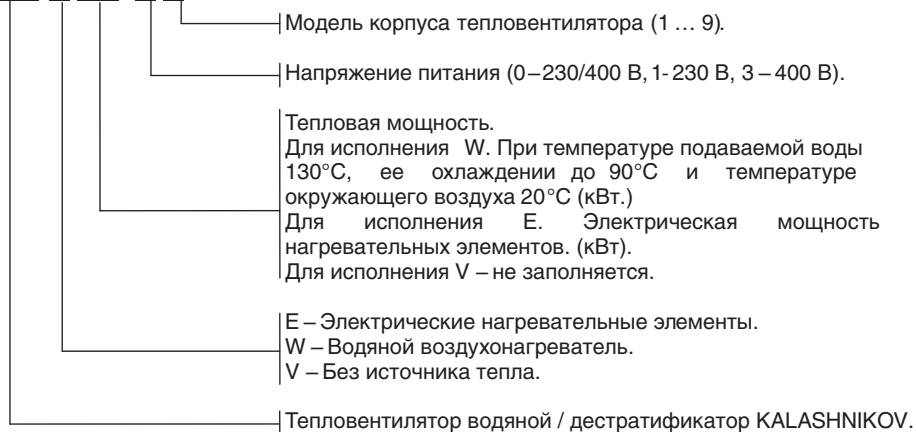 Модель корпуса тепловентилятора (1 … 9).
Напряжение питания (0–230/400 В, 1- 230 В, 3 – 400 В).
Тепловая мощность.
Для исполнения W. При температуре подаваемой воды
130°С, ее охлаждении до 90°С и температуре
окружающего воздуха 20°С (кВт.)
Для исполнения Е. Электрическая мощность
нагревательных элементов. (кВт).
Для исполнения V – не заполняется.
E – Электрические нагревательные элементы.
W – Водяной воздухонагреватель.
V – Без источника тепла.
Тепловентилятор водяной / дестратификатор KALASHNIKOV.